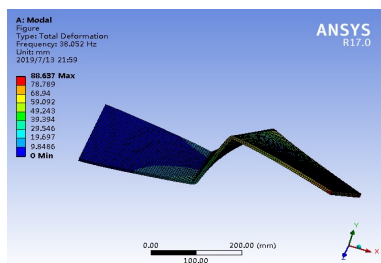 A: Modal
Figure
Type: Total Deformation
Frequency: 38.052 Hz
Unit: mm
2019/7/13 21:59
88.637 Max
78.789
68.94
59.092
49.243
39.394
29.546
19.697
9.8486
0 Min
ANSYS
R17.0
0.00
200.00 (mm)
100.00
Y
X
Z